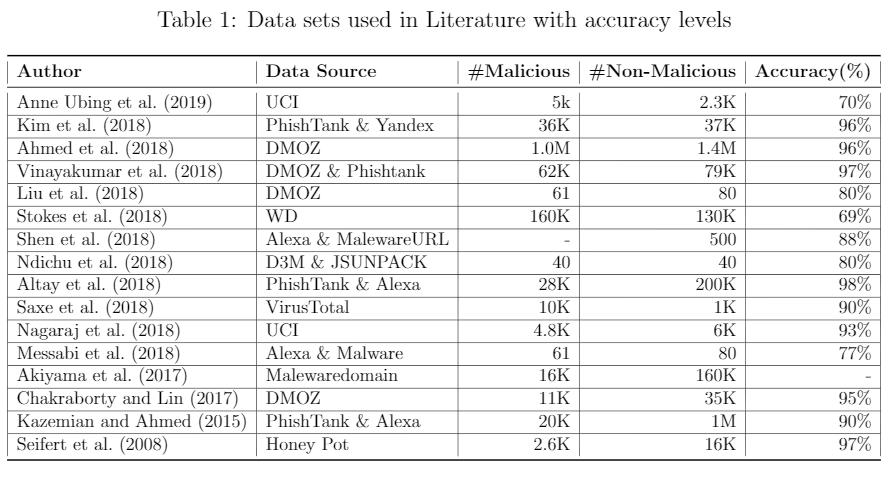 Table 1: Data sets used in Literature with accuracy levels
Author Data Source #Malicious #Non-Malicious Accuracy(%)
Anne Ubing et al. (2019) UCI 5k 2.3K 70%
Kim et al. (2018) PhishTank & Yandex 36K 37K 96%
Ahmed et al. (2018) DMOZ 1.0M 1.4M 96%
Vinayakumar et al. (2018) DMOZ & Phishtank 62K 79K 97%
Liu et al. (2018) DMOZ 61 80 80%
Stokes et al. (2018) WD 160K 130K 69%
Shen et al. (2018) Alexa & MalewareURL - 500 88%
Ndichu et al. (2018) D3M & JSUNPACK 40 40 80%
Altay et al. (2018) PhishTank & Alexa 28K 200K 98%
Saxe et al. (2018) VirusTotal 10K 1K 90%
Nagaraj et al. (2018) UCI 4.8K 6K 93%
Messabi et al. (2018) Alexa & Malware 61 80 77%
Akiyama et al. (2017) Malewaredomain 16K 160K -
Chakraborty and Lin (2017) DMOZ 11K 35K 95%
Kazemian and Ahmed (2015) PhishTank & Alexa 20K 1M 90%
Seifert et al. (2008) Honey Pot 2.6K 16K 97%